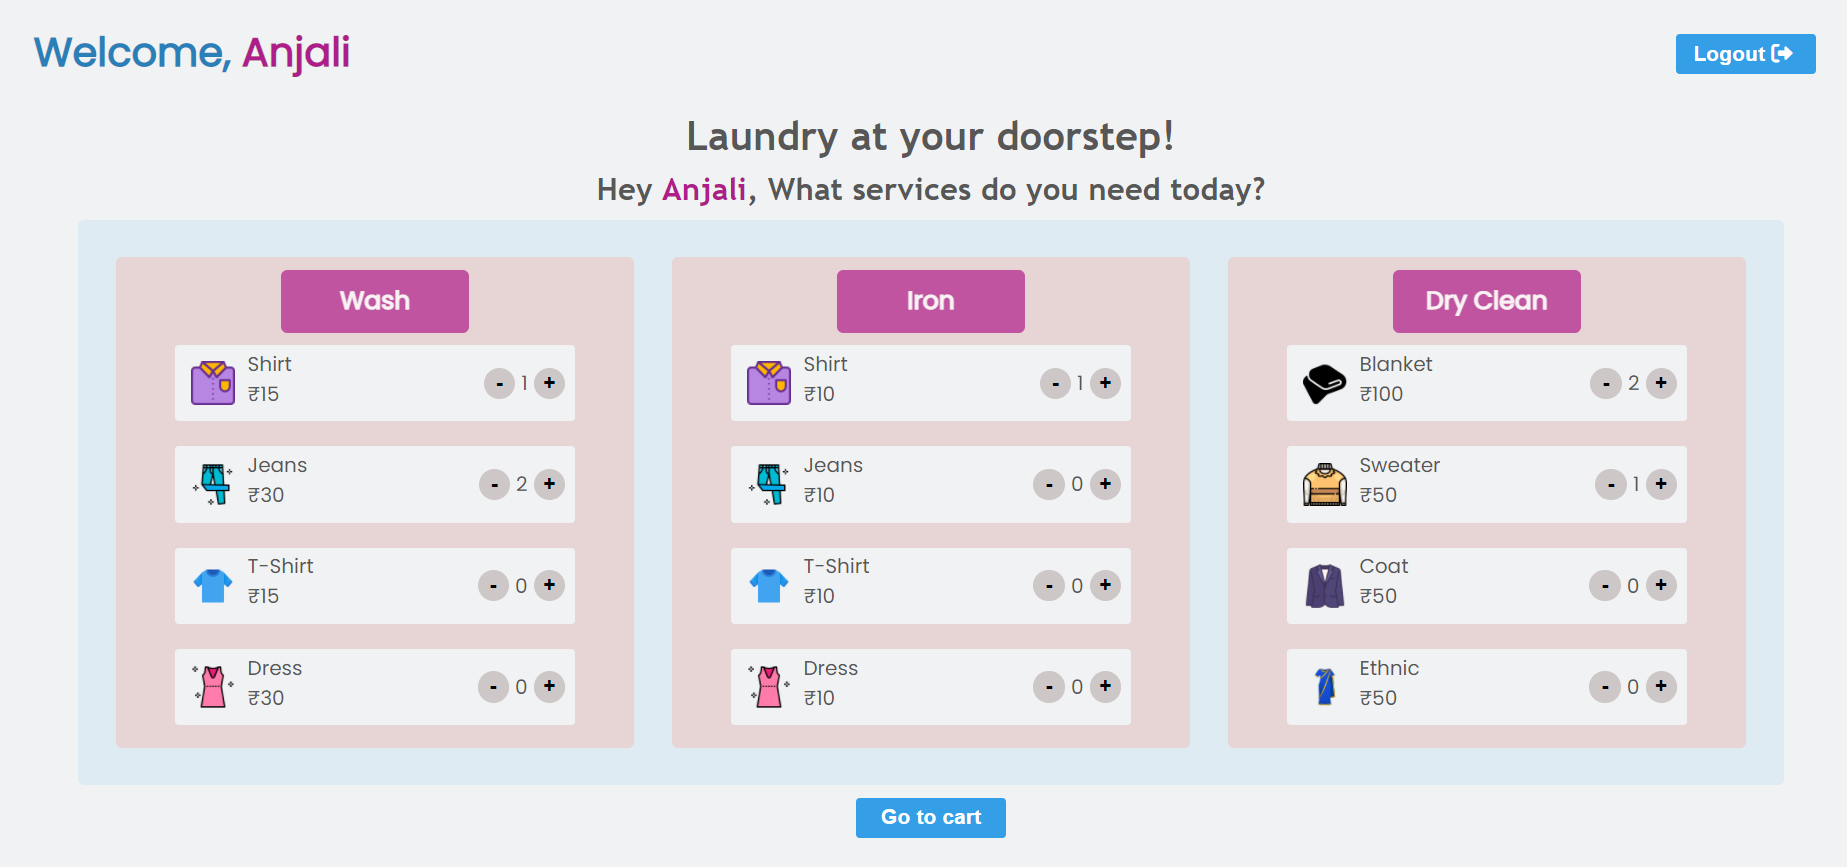 Welcome, Anjali
Logout
Laundry at your doorstep!
Hey Anjali, What services do you need today?
Wash
Shirt
₹15
- 1 +
Jeans
₹30
- 2 +
T-Shirt
₹15
- 0 +
Dress
₹30
- 0 +
Iron
Shirt
₹10
- 1 +
Jeans
₹10
- 0 +
T-Shirt
₹10
- 0 +
Dress
₹10
- 0 +
Dry Clean
Blanket
₹100
- 2 +
Sweater
₹50
- 1 +
Coat
₹50
- 0 +
Ethnic
₹50
- 0 +
Go to cart